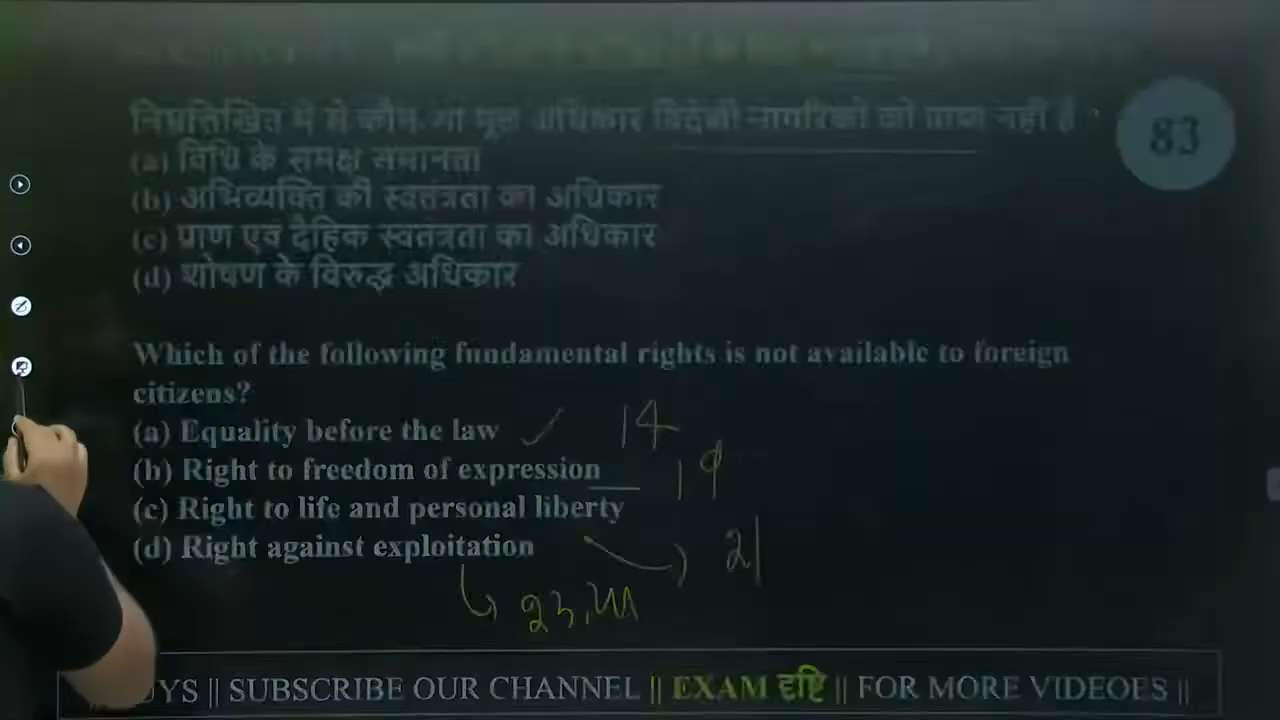 निम्नलिखित में से कौन-सा मूल अधिकार विदेशी नागरिकों को प्राप्त नहीं है
83
(a) विधि के समक्ष समानता
(b) अभिव्यक्ति की स्वतंत्रता का अधिकार
(c) प्राण एवं दैहिक स्वतंत्रता का अधिकार
(d) शोषण के विरुद्ध अधिकार
Which of the following fundamental rights is not available to foreign
citizens?
(a) Equality before the law 14
(b) Right to freedom of expression 19
(c) Right to life and personal liberty
(d) Right against exploitation 21
23,
|| SUBSCRIBE OUR CHANNEL || EXAM दृष्टि || FOR MORE VIDEOES ||